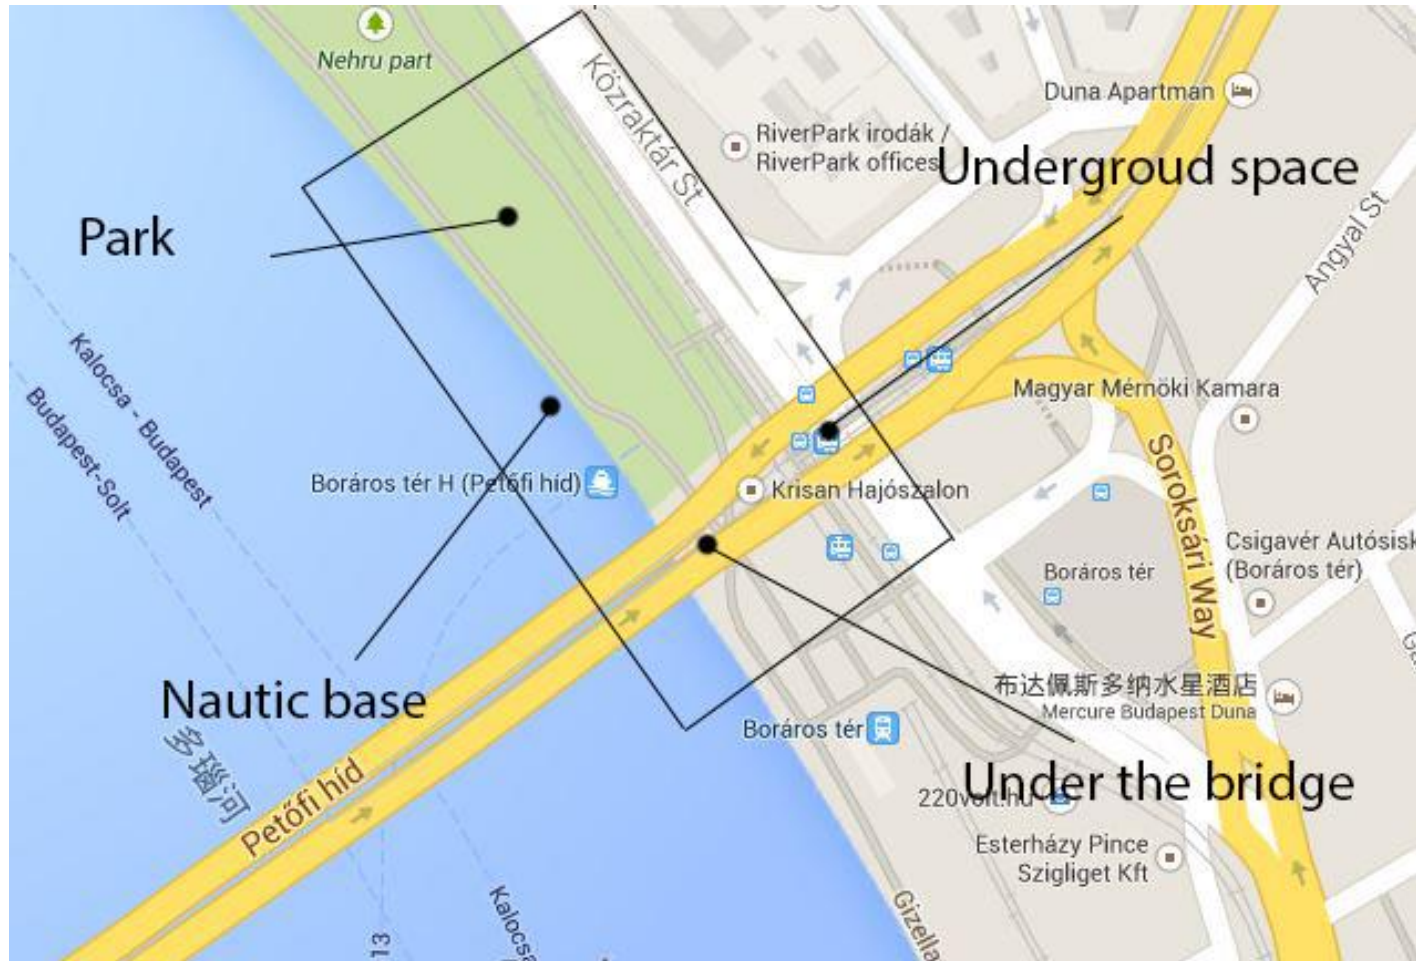 Nehru part
Közraktár St
Duna Apartman
RiverPark irodák /
RiverPark offices
Undergroud space
Park
Angyal St
Kalocsa - Budapest
Budapest-Solt
Magyar Mérnöki Kamara
Boráros tér H (Petőfi híd)
Krisan Hajószalon
Soroksári Way
Csigavér Autósisk
(Boráros tér)
Boráros tér
Nautic base
布达佩斯多纳水星酒店
Mercure Budapest Duna
Boráros tér
多瑙河
Petőfi híd
Under the bridge
220volt.hu
Esterházy Pince
Szigliget Kft
Kalocsa
Gizella
13